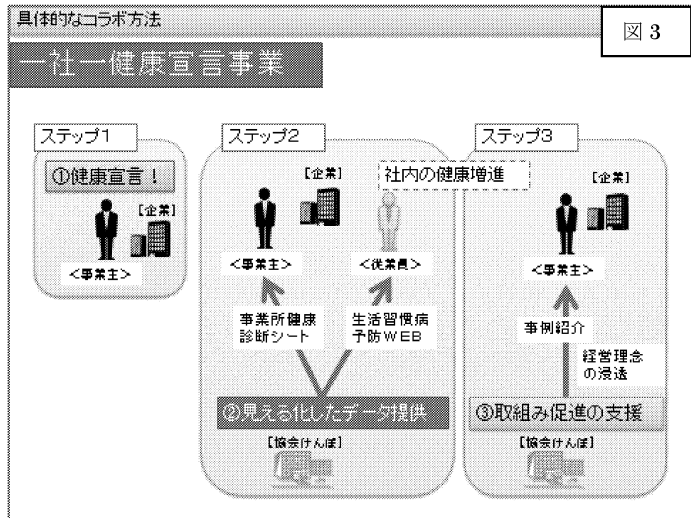 具体的なコラボ方法
図3
一社一健康宣言事業
ステップ1
①健康宣言！
【企業】
＜事業主＞
ステップ2
【企業】
社内の健康増進
＜事業主＞
＜従業員＞
事業所健康
診断シート
生活習慣病
予防WEB
②見える化したデータ提供
【協会けんぽ】
ステップ3
【企業】
＜事業主＞
事例紹介
経営理念
の浸透
③取組み促進の支援
【協会けんぽ】